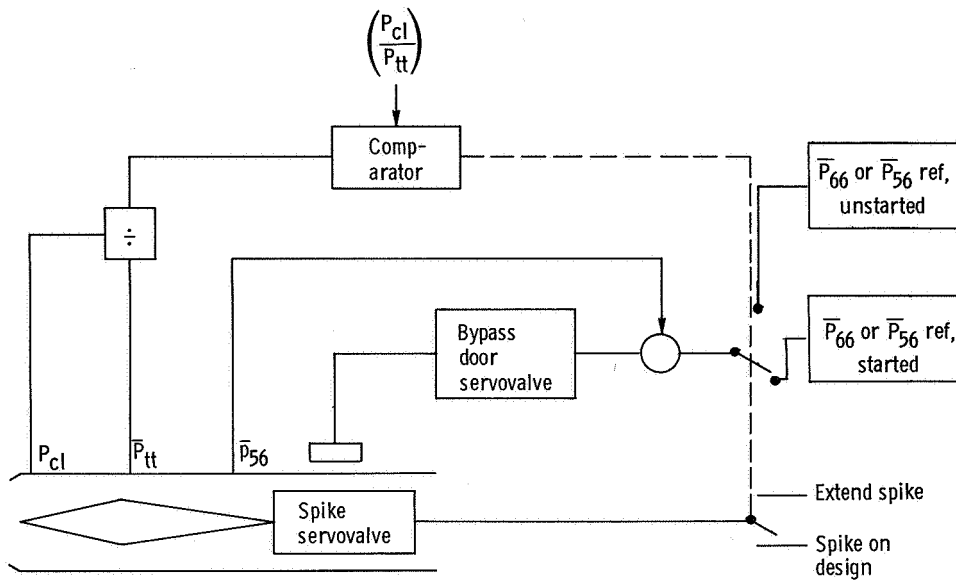 (P_cl / P_tt)
Comp-
arator
÷
P̅66 or P̅56 ref,
unstarted
P̅66 or P̅56 ref,
started
Bypass
door
servovalve
P_cl
P̅_tt
p̅56
Spike
servovalve
Extend spike
Spike on
design